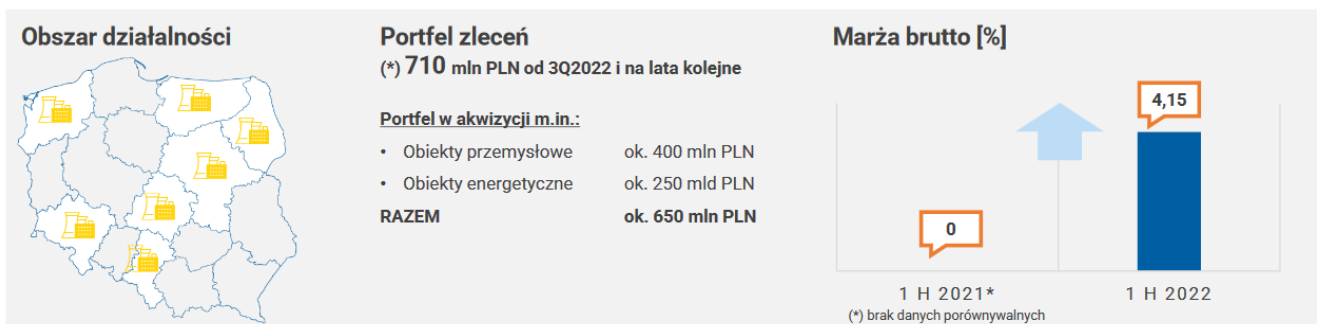 Obszar działalności
Portfel zleceń
(*) 710 mln PLN od 3Q2022 i na lata kolejne
Portfel w akwizycji m.in.:
• Obiekty przemysłowe ok. 400 mln PLN
• Obiekty energetyczne ok. 250 mld PLN
RAZEM ok. 650 mln PLN
Marża brutto [%]
4,15
0
1 H 2021*
1 H 2022
(*) brak danych porównywalnych